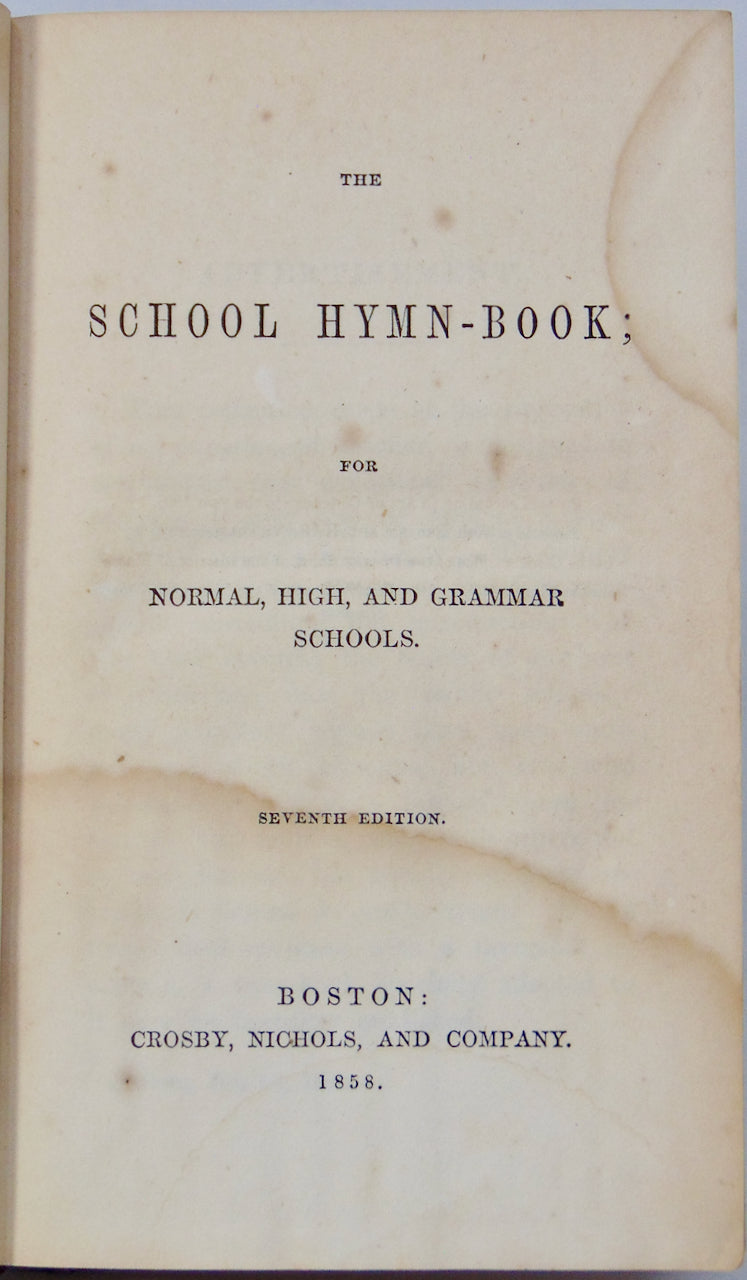 THE
SCHOOL HYMN-BOOK;
FOR
NORMAL, HIGH, AND GRAMMAR
SCHOOLS.
SEVENTH EDITION.
BOSTON:
CROSBY, NICHOLS, AND COMPANY.
1858.